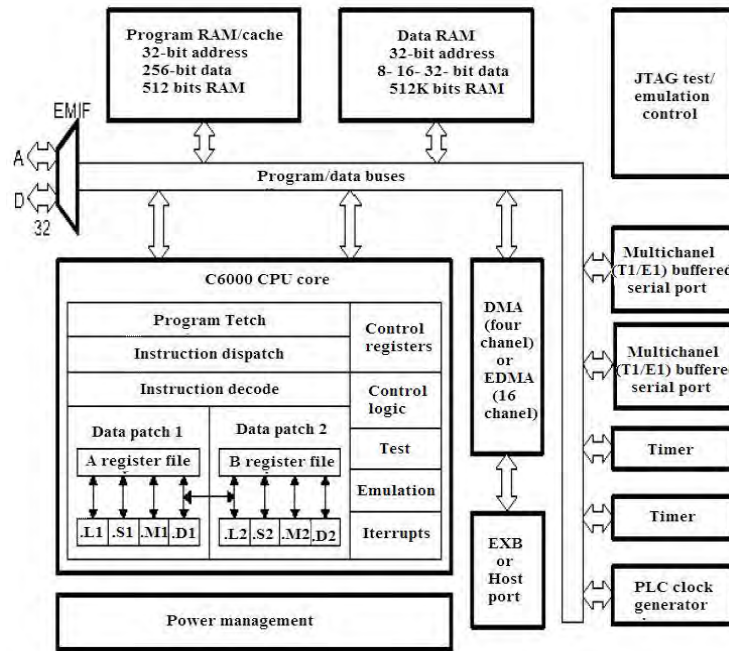 Program RAM/cache
32-bit address
256-bit data
512 bits RAM
Data RAM
32-bit address
8- 16- 32- bit data
512K bits RAM
JTAG test/
emulation
control
EMIF
A
D
32
Program/data buses
C6000 CPU core
Program Tetch
Instruction dispatch
Instruction decode
Control
registers
Control
logic
Test
Emulation
Iterrupts
Data patch 1
A register file
.L1 .S1 .M1 .D1
Data patch 2
B register file
.L2 .S2 .M2 .D2
DMA
(four
chanel)
or
EDMA
(16
chanel)
EXB
or
Host
port
Multichanel
(T1/E1) buffered
serial port
Multichanel
(T1/E1) buffered
serial port
Timer
Timer
PLC clock
generator
Power management